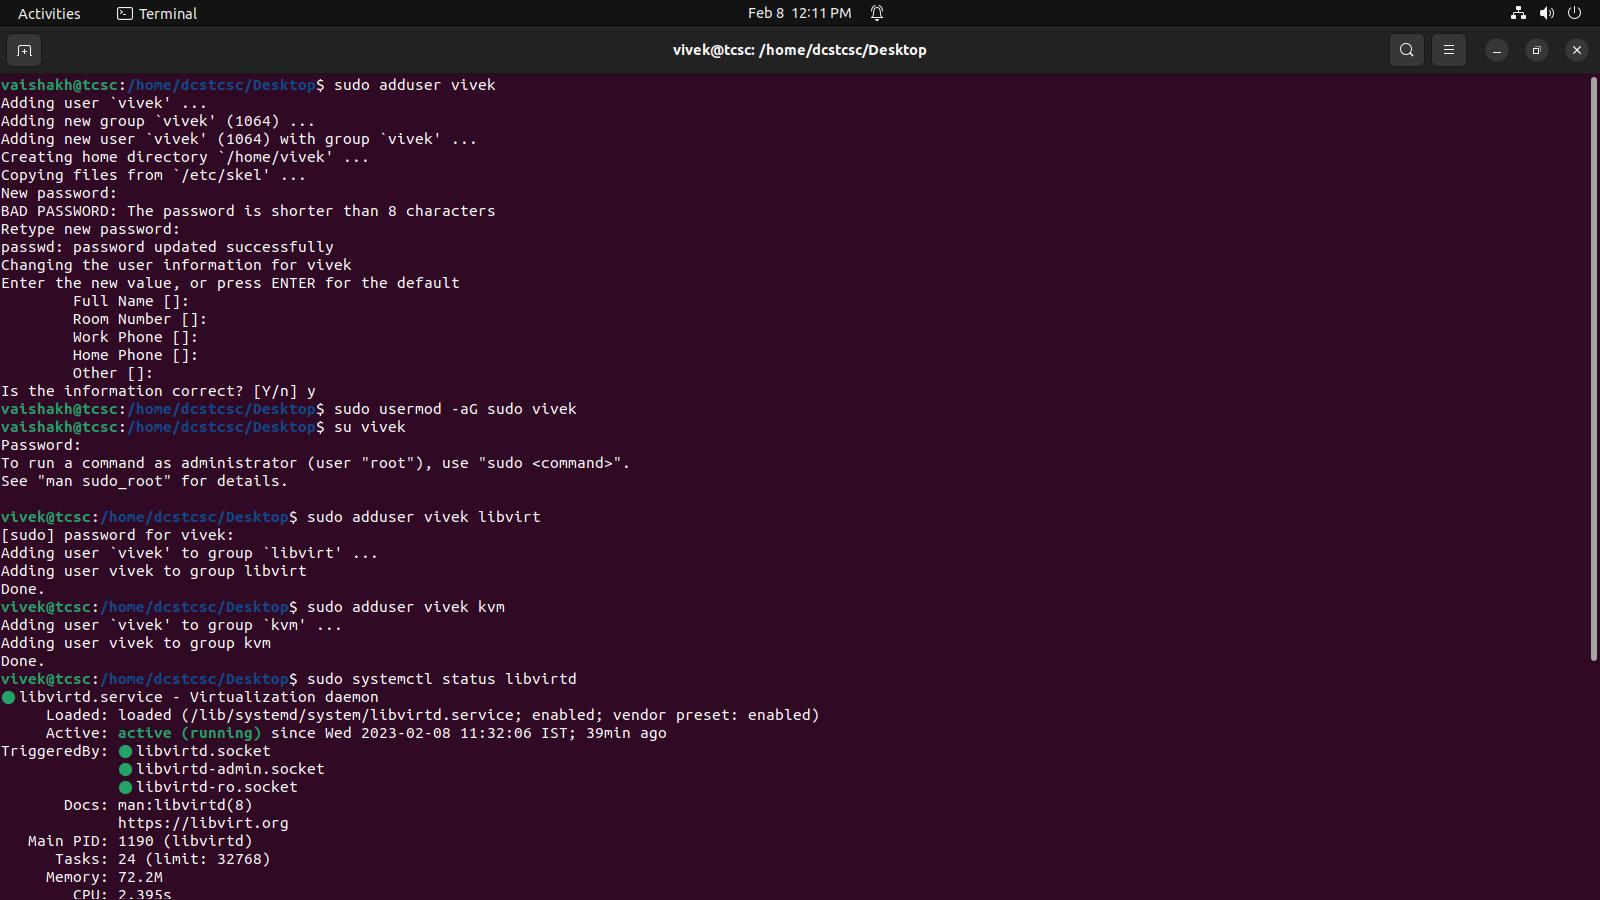 Activities Terminal Feb 8 12:11 PM
vivek@tcsc: /home/dcstcsc/Desktop
vaishakh@tcsc:/home/dcstcsc/Desktop$ sudo adduser vivek
Adding user `vivek' ...
Adding new group `vivek' (1064) ...
Adding new user `vivek' (1064) with group `vivek' ...
Creating home directory `/home/vivek' ...
Copying files from `/etc/skel' ...
New password:
BAD PASSWORD: The password is shorter than 8 characters
Retype new password:
passwd: password updated successfully
Changing the user information for vivek
Enter the new value, or press ENTER for the default
Full Name []:
Room Number []:
Work Phone []:
Home Phone []:
Other []:
Is the information correct? [Y/n] y
vaishakh@tcsc:/home/dcstcsc/Desktop$ sudo usermod -aG sudo vivek
vaishakh@tcsc:/home/dcstcsc/Desktop$ su vivek
Password:
To run a command as administrator (user "root"), use "sudo <command>".
See "man sudo_root" for details.
vivek@tcsc:/home/dcstcsc/Desktop$ sudo adduser vivek libvirt
[sudo] password for vivek:
Adding user `vivek' to group `libvirt' ...
Adding user vivek to group libvirt
Done.
vivek@tcsc:/home/dcstcsc/Desktop$ sudo adduser vivek kvm
Adding user `vivek' to group `kvm' ...
Adding user vivek to group kvm
Done.
vivek@tcsc:/home/dcstcsc/Desktop$ sudo systemctl status libvirtd
● libvirtd.service - Virtualization daemon
Loaded: loaded (/lib/systemd/system/libvirtd.service; enabled; vendor preset: enabled)
Active: active (running) since Wed 2023-02-08 11:32:06 IST; 39min ago
TriggeredBy: ● libvirtd.socket
● libvirtd-admin.socket
● libvirtd-ro.socket
Docs: man:libvirtd(8)
https://libvirt.org
Main PID: 1190 (libvirtd)
Tasks: 24 (limit: 32768)
Memory: 72.2M
CPU: 2.395s